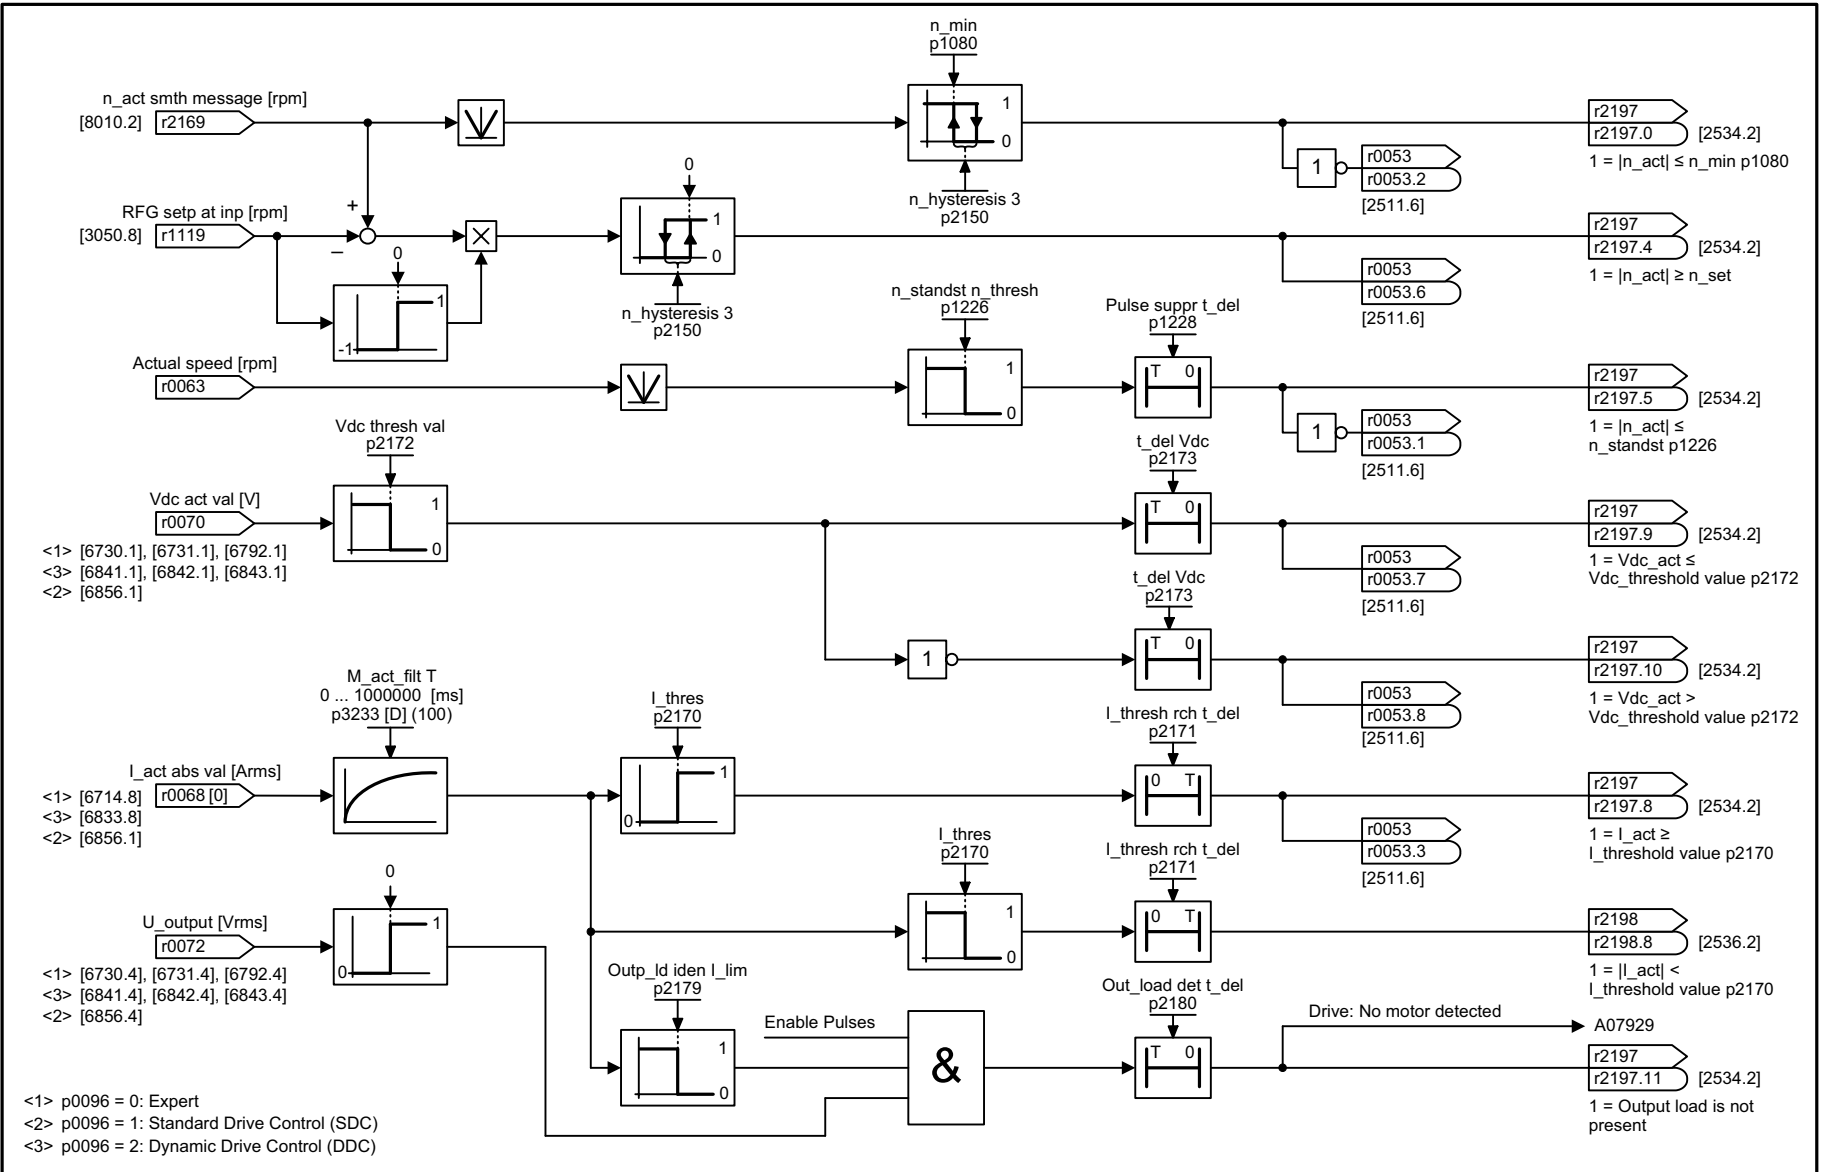 n_min
p1080
n_act smth message [rpm]
[8010.2] r2169
1
0
r2197
r2197.0 [2534.2]
1 = |n_act| ≤ n_min p1080
1
r0053
r0053.2
[2511.6]
n_hysteresis 3
p2150
0
RFG setp at inp [rpm]
[3050.8] r1119
+
–
0
1
-1
1
0
n_hysteresis 3
p2150
r2197
r2197.4 [2534.2]
1 = |n_act| ≥ n_set
r0053
r0053.6
[2511.6]
n_standst n_thresh
p1226
Pulse suppr t_del
p1228
Actual speed [rpm]
r0063
1
0
T 0
r2197
r2197.5 [2534.2]
1 = |n_act| ≤
n_standst p1226
1
r0053
r0053.1
[2511.6]
Vdc thresh val
p2172
t_del Vdc
p2173
Vdc act val [V]
r0070
<1> [6730.1], [6731.1], [6792.1]
<3> [6841.1], [6842.1], [6843.1]
<2> [6856.1]
1
0
T 0
r2197
r2197.9 [2534.2]
1 = Vdc_act ≤
Vdc_threshold value p2172
r0053
r0053.7
[2511.6]
t_del Vdc
p2173
1
T 0
r2197
r2197.10 [2534.2]
1 = Vdc_act >
Vdc_threshold value p2172
r0053
r0053.8
[2511.6]
M_act_filt T
0 ... 1000000 [ms]
p3233 [D] (100)
I_thres
p2170
I_thresh rch t_del
p2171
I_act abs val [Arms]
<1> [6714.8] r0068 [0]
<3> [6833.8]
<2> [6856.1]
1
0
0 T
r2197
r2197.8 [2534.2]
1 = I_act ≥
I_threshold value p2170
r0053
r0053.3
[2511.6]
I_thres
p2170
I_thresh rch t_del
p2171
1
0
0 T
r2198
r2198.8 [2536.2]
1 = |I_act| <
I_threshold value p2170
0
U_output [Vrms]
r0072
<1> [6730.4], [6731.4], [6792.4]
<3> [6841.4], [6842.4], [6843.4]
<2> [6856.4]
1
0
Outp_ld iden I_lim
p2179
1
0
Enable Pulses
&
Out_load det t_del
p2180
T 0
Drive: No motor detected
A07929
r2197
r2197.11 [2534.2]
1 = Output load is not
present
<1> p0096 = 0: Expert
<2> p0096 = 1: Standard Drive Control (SDC)
<3> p0096 = 2: Dynamic Drive Control (DDC)